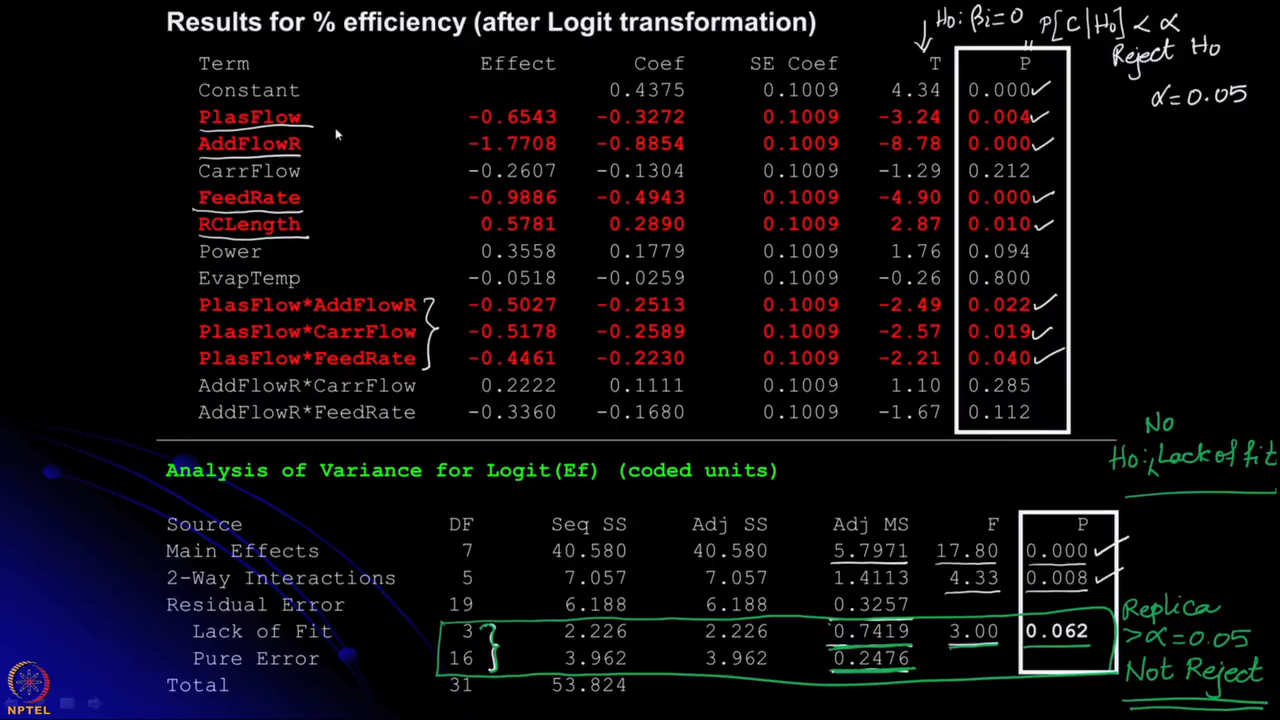 Results for % efficiency (after Logit transformation)
H0: βi=0 P[C|H0] < α
Reject H0
α=0.05
Term Effect Coef SE Coef T P
Constant 0.4375 0.1009 4.34 0.000
PlasFlow -0.6543 -0.3272 0.1009 -3.24 0.004
AddFlowR -1.7708 -0.8854 0.1009 -8.78 0.000
CarrFlow -0.2607 -0.1304 0.1009 -1.29 0.212
FeedRate -0.9886 -0.4943 0.1009 -4.90 0.000
RCLength 0.5781 0.2890 0.1009 2.87 0.010
Power 0.3558 0.1779 0.1009 1.76 0.094
EvapTemp -0.0518 -0.0259 0.1009 -0.26 0.800
PlasFlow*AddFlowR -0.5027 -0.2513 0.1009 -2.49 0.022
PlasFlow*CarrFlow -0.5178 -0.2589 0.1009 -2.57 0.019
PlasFlow*FeedRate -0.4461 -0.2230 0.1009 -2.21 0.040
AddFlowR*CarrFlow 0.2222 0.1111 0.1009 1.10 0.285
AddFlowR*FeedRate -0.3360 -0.1680 0.1009 -1.67 0.112
No
H0: Lack of fit
Analysis of Variance for Logit(Ef) (coded units)
Source DF Seq SS Adj SS Adj MS F P
Main Effects 7 40.580 40.580 5.7971 17.80 0.000
2-Way Interactions 5 7.057 7.057 1.4113 4.33 0.008
Residual Error 19 6.188 6.188 0.3257
Lack of Fit 3 2.226 2.226 0.7419 3.00 0.062
Pure Error 16 3.962 3.962 0.2476
Total 31 53.824
Replica
>α=0.05
Not Reject
NPTEL